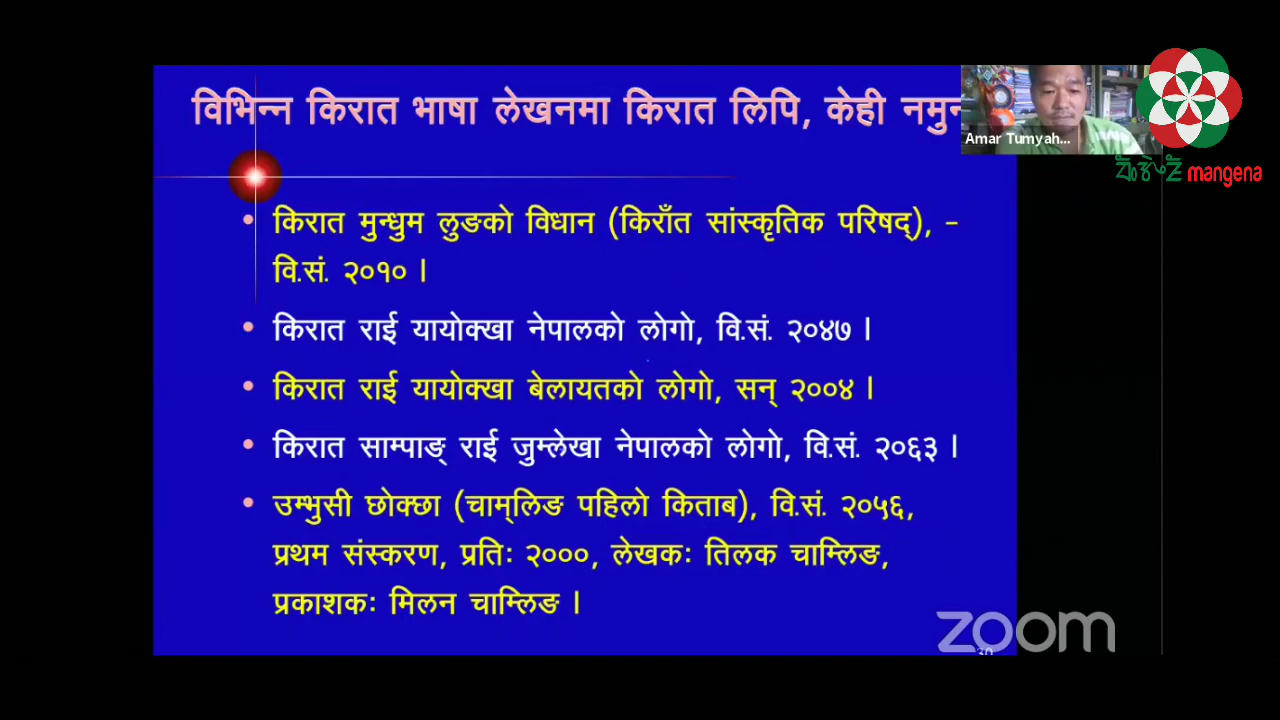 विभिन्न किरात भाषा लेखनमा किरात लिपि, केही
Amar Tumyah...
mangena
• किरात मुन्धुम लुङको विधान (किराँत सांस्कृतिक परिषद्), –
वि.सं. २०१० ।
• किरात राई यायोक्खा नेपालको लोगो, वि.सं. २०४७ ।
• किरात राई यायोक्खा बेलायतको लोगो, सन् २००४ ।
• किरात साम्पाङ् राई जुम्लेखा नेपालको लोगो, वि.सं. २०६३ ।
• उम्भुसी छोक्छा (चाम्‌लिङ पहिलो किताब), वि.सं. २०५६,
प्रथम संस्करण, प्रतिः २०००, लेखकः तिलक चाम्लिङ,
प्रकाशकः मिलन चाम्लिङ ।
zoom